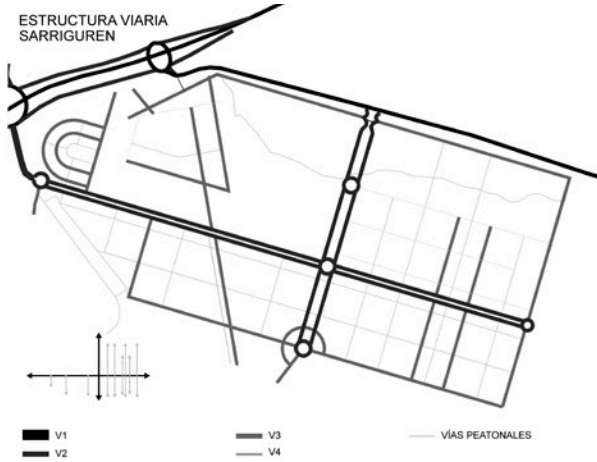 ESTRUCTURA VIARIA
SARRIGUREN
V1
V2
V3
V4
VÍAS PEATONALES